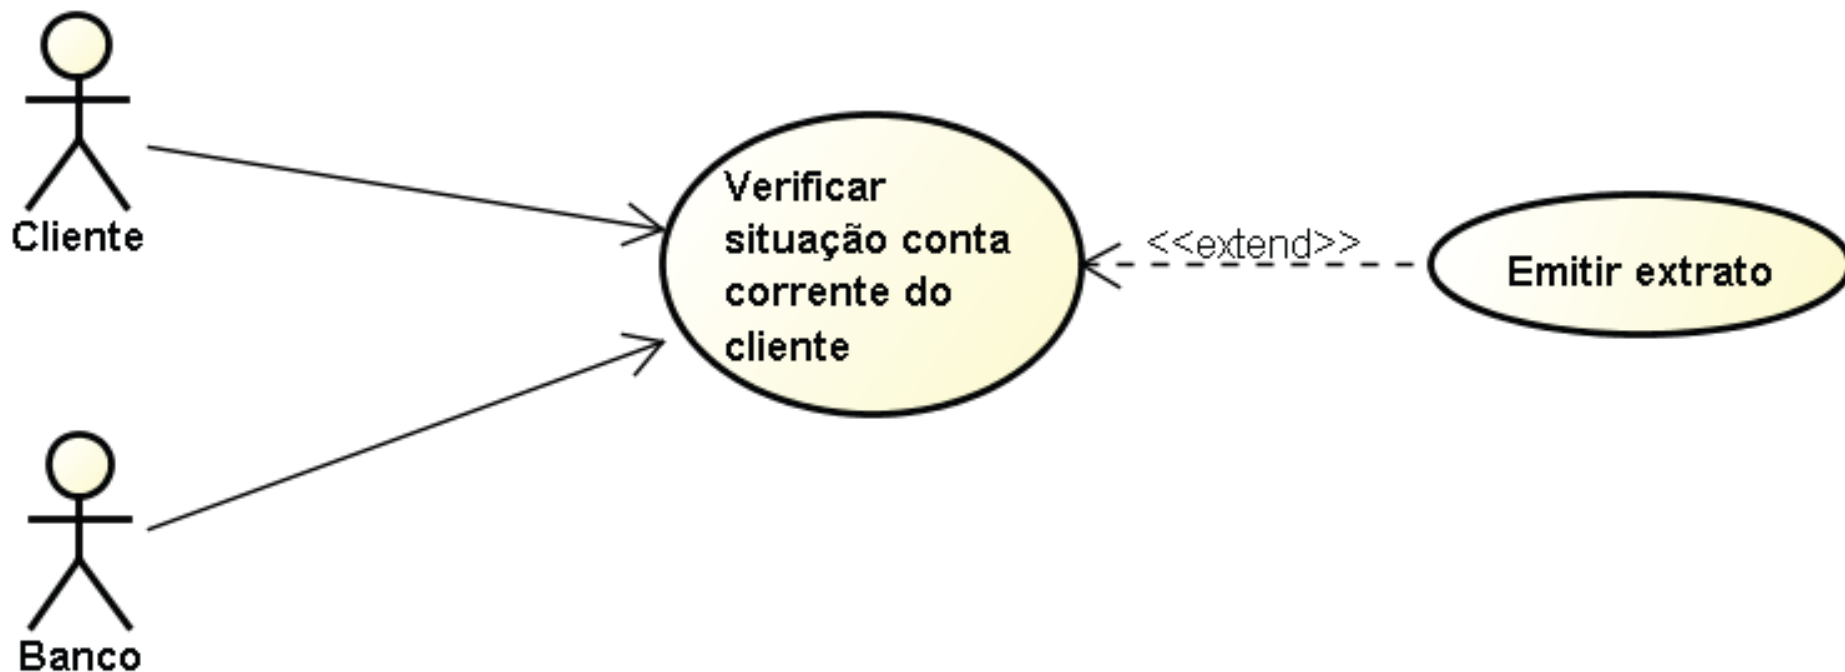 Cliente
Verificar
situação conta
corrente do
cliente
<<extend>>
Emitir extrato
Banco